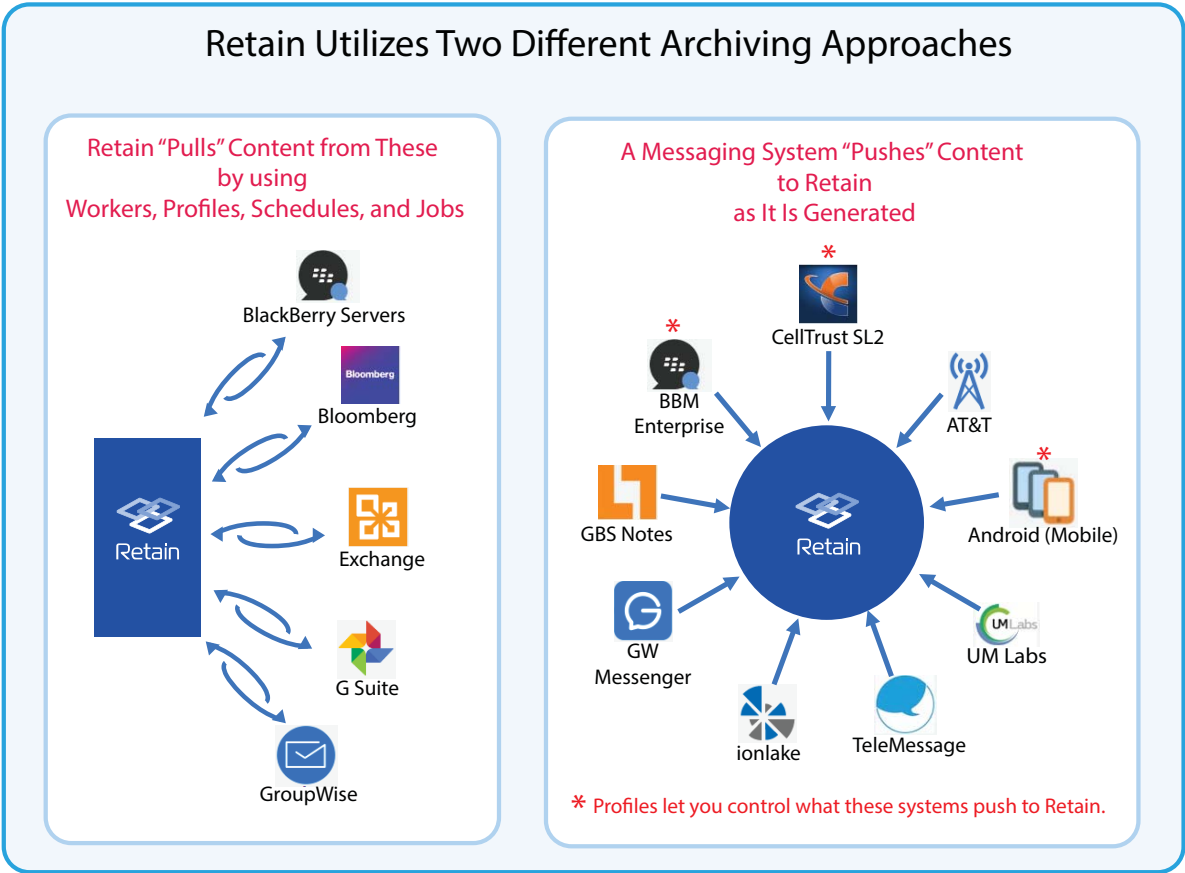 Retain Utilizes Two Different Archiving Approaches
Retain “Pulls” Content from These
by using
Workers, Profiles, Schedules, and Jobs
BlackBerry Servers
Bloomberg
Bloomberg
Retain
Exchange
G Suite
GroupWise
A Messaging System “Pushes” Content
to Retain
as It Is Generated
*
CellTrust SL2
*
BBM
Enterprise
AT&T
GBS Notes
*
Android (Mobile)
Retain
GW
Messenger
UM Labs
UM Labs
ionlake
TeleMessage
* Profiles let you control what these systems push to Retain.